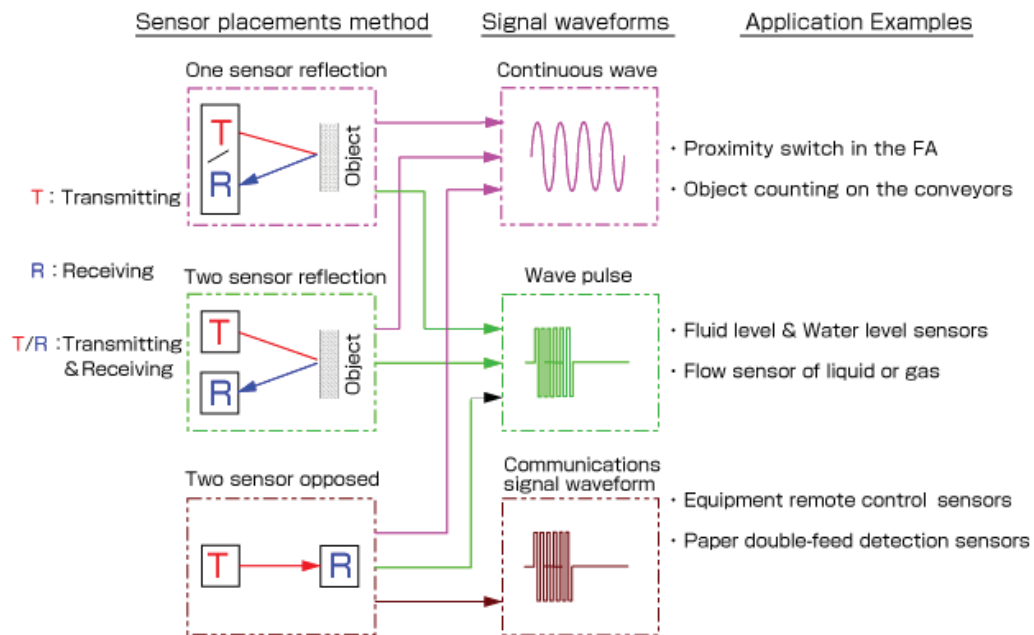 Sensor placements method
Signal waveforms
Application Examples
One sensor reflection
Continuous wave
T
R
Object
・Proximity switch in the FA
・Object counting on the conveyors
T : Transmitting
R : Receiving
T/R : Transmitting
&Receiving
Two sensor reflection
Wave pulse
T
R
Object
・Fluid level & Water level sensors
・Flow sensor of liquid or gas
Two sensor opposed
Communications
signal waveform
T
R
・Equipment remote control sensors
・Paper double-feed detection sensors